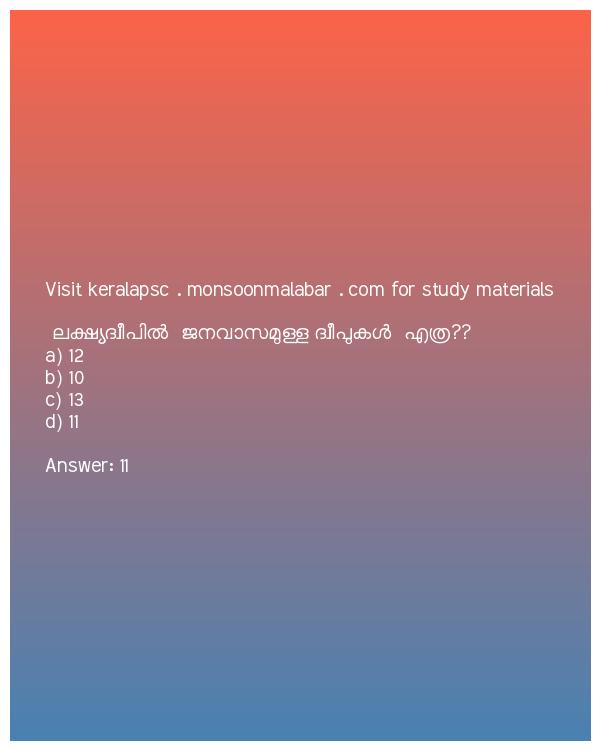 Visit keralapsc . monsoonmalabar . com for study materials
ലക്ഷ്യദ്വീപിൽ ജനവാസമുള്ള ദ്വീപുകൾ എത്ര??
a) 12
b) 10
c) 13
d) 11
Answer: 11